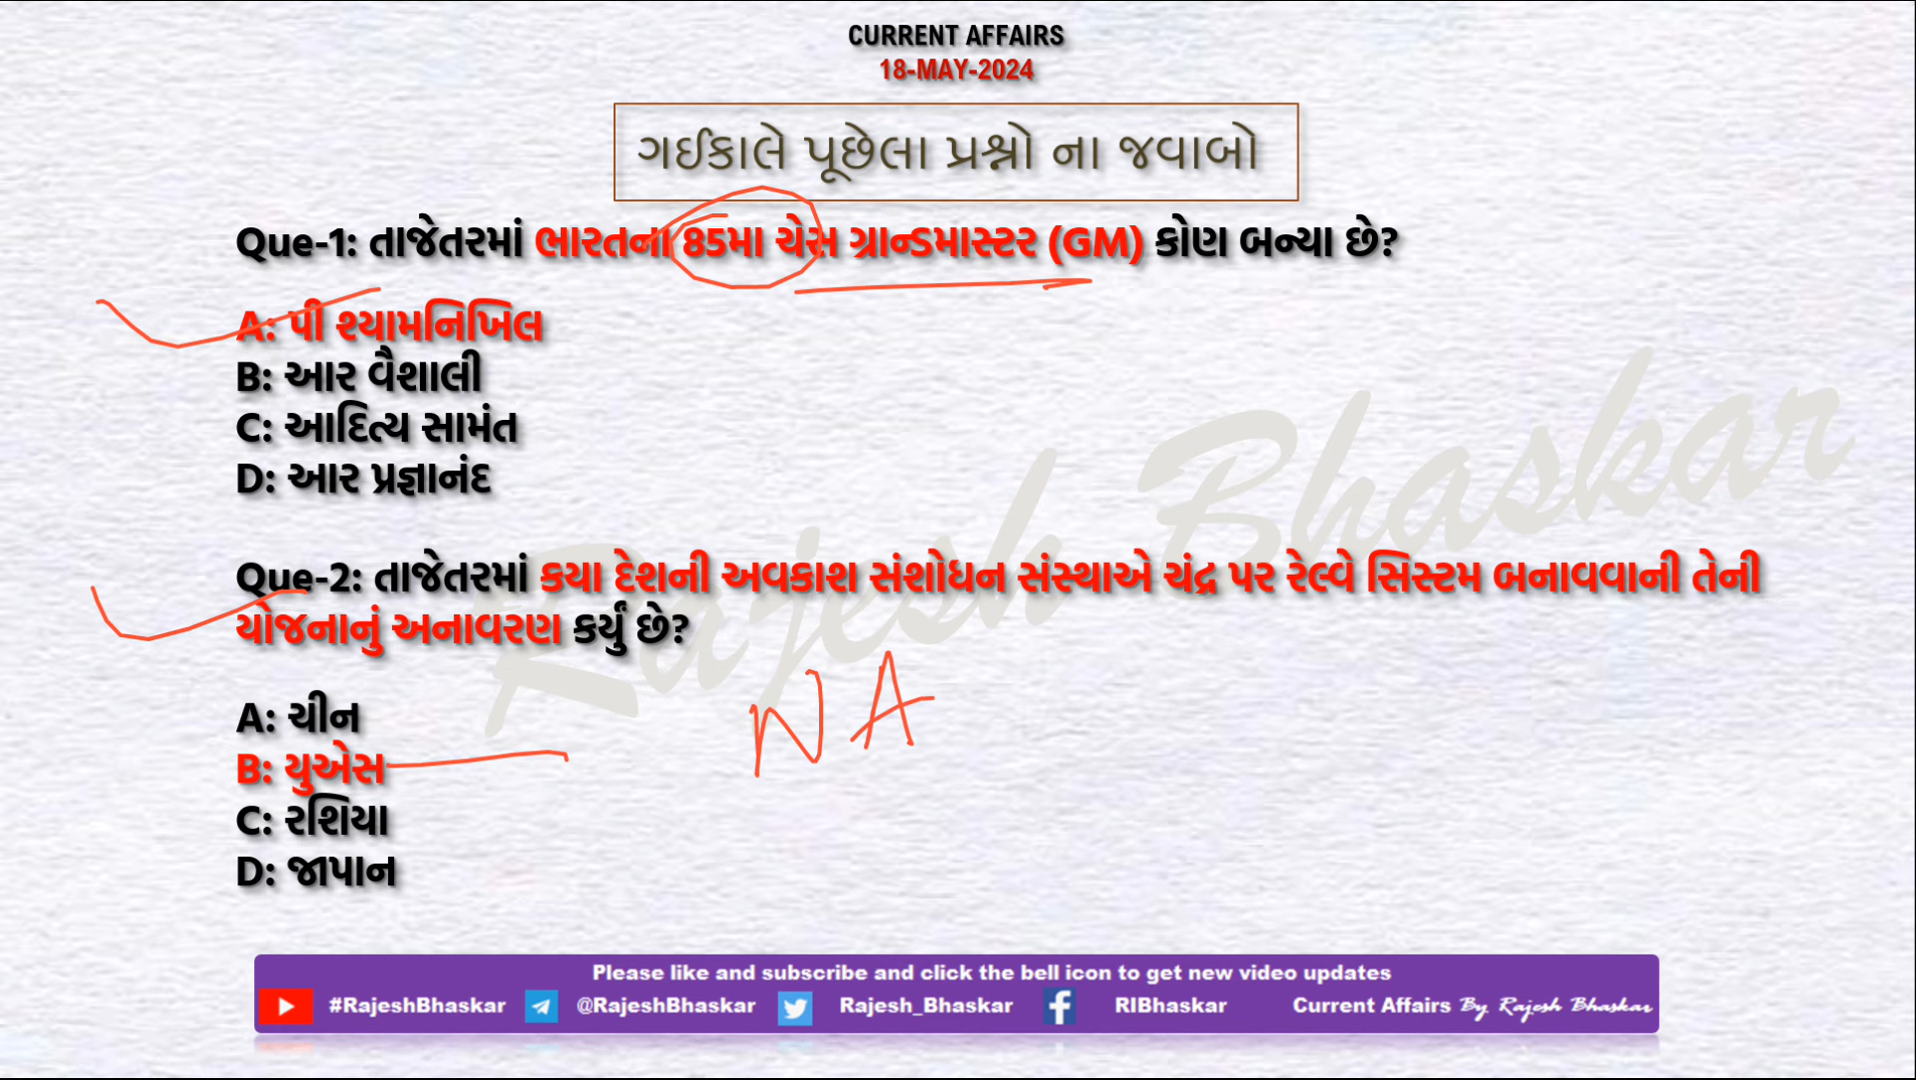 CURRENT AFFAIRS
18-MAY-2024
ગઈકાલે પૂછેલા પ્રશ્નો ના જવાબો
Que-1: તાજેતરમાં ભારતના 85મા ચેસ ગ્રાન્ડમાસ્ટર (GM) કોણ બન્યા છે?
A: પી શ્યામનિખિલ
B: આર વૈશાલી
C: આદિત્ય સામંત
D: આર પ્રજ્ઞાનંદ
Que-2: તાજેતરમાં કયા દેશની અવકાશ સંશોધન સંસ્થાએ ચંદ્ર પર રેલ્વે સિસ્ટમ બનાવવાની તેની
યોજનાનું અનાવરણ કર્યું છે?
NA
A: ચીન
B: યુએસ
C: રશિયા
D: જાપાન
Rajesh Bhaskar
Please like and subscribe and click the bell icon to get new video updates
#RajeshBhaskar @RajeshBhaskar Rajesh_Bhaskar f RIBhaskar Current Affairs By Rajesh Bhaskar